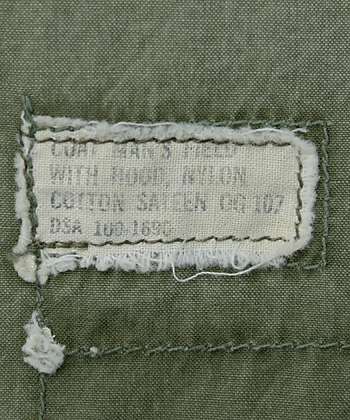 COAT MAN'S FIELD
WITH HOOD, NYLON
COTTON SATEEN OG 107
DSA 100-1690